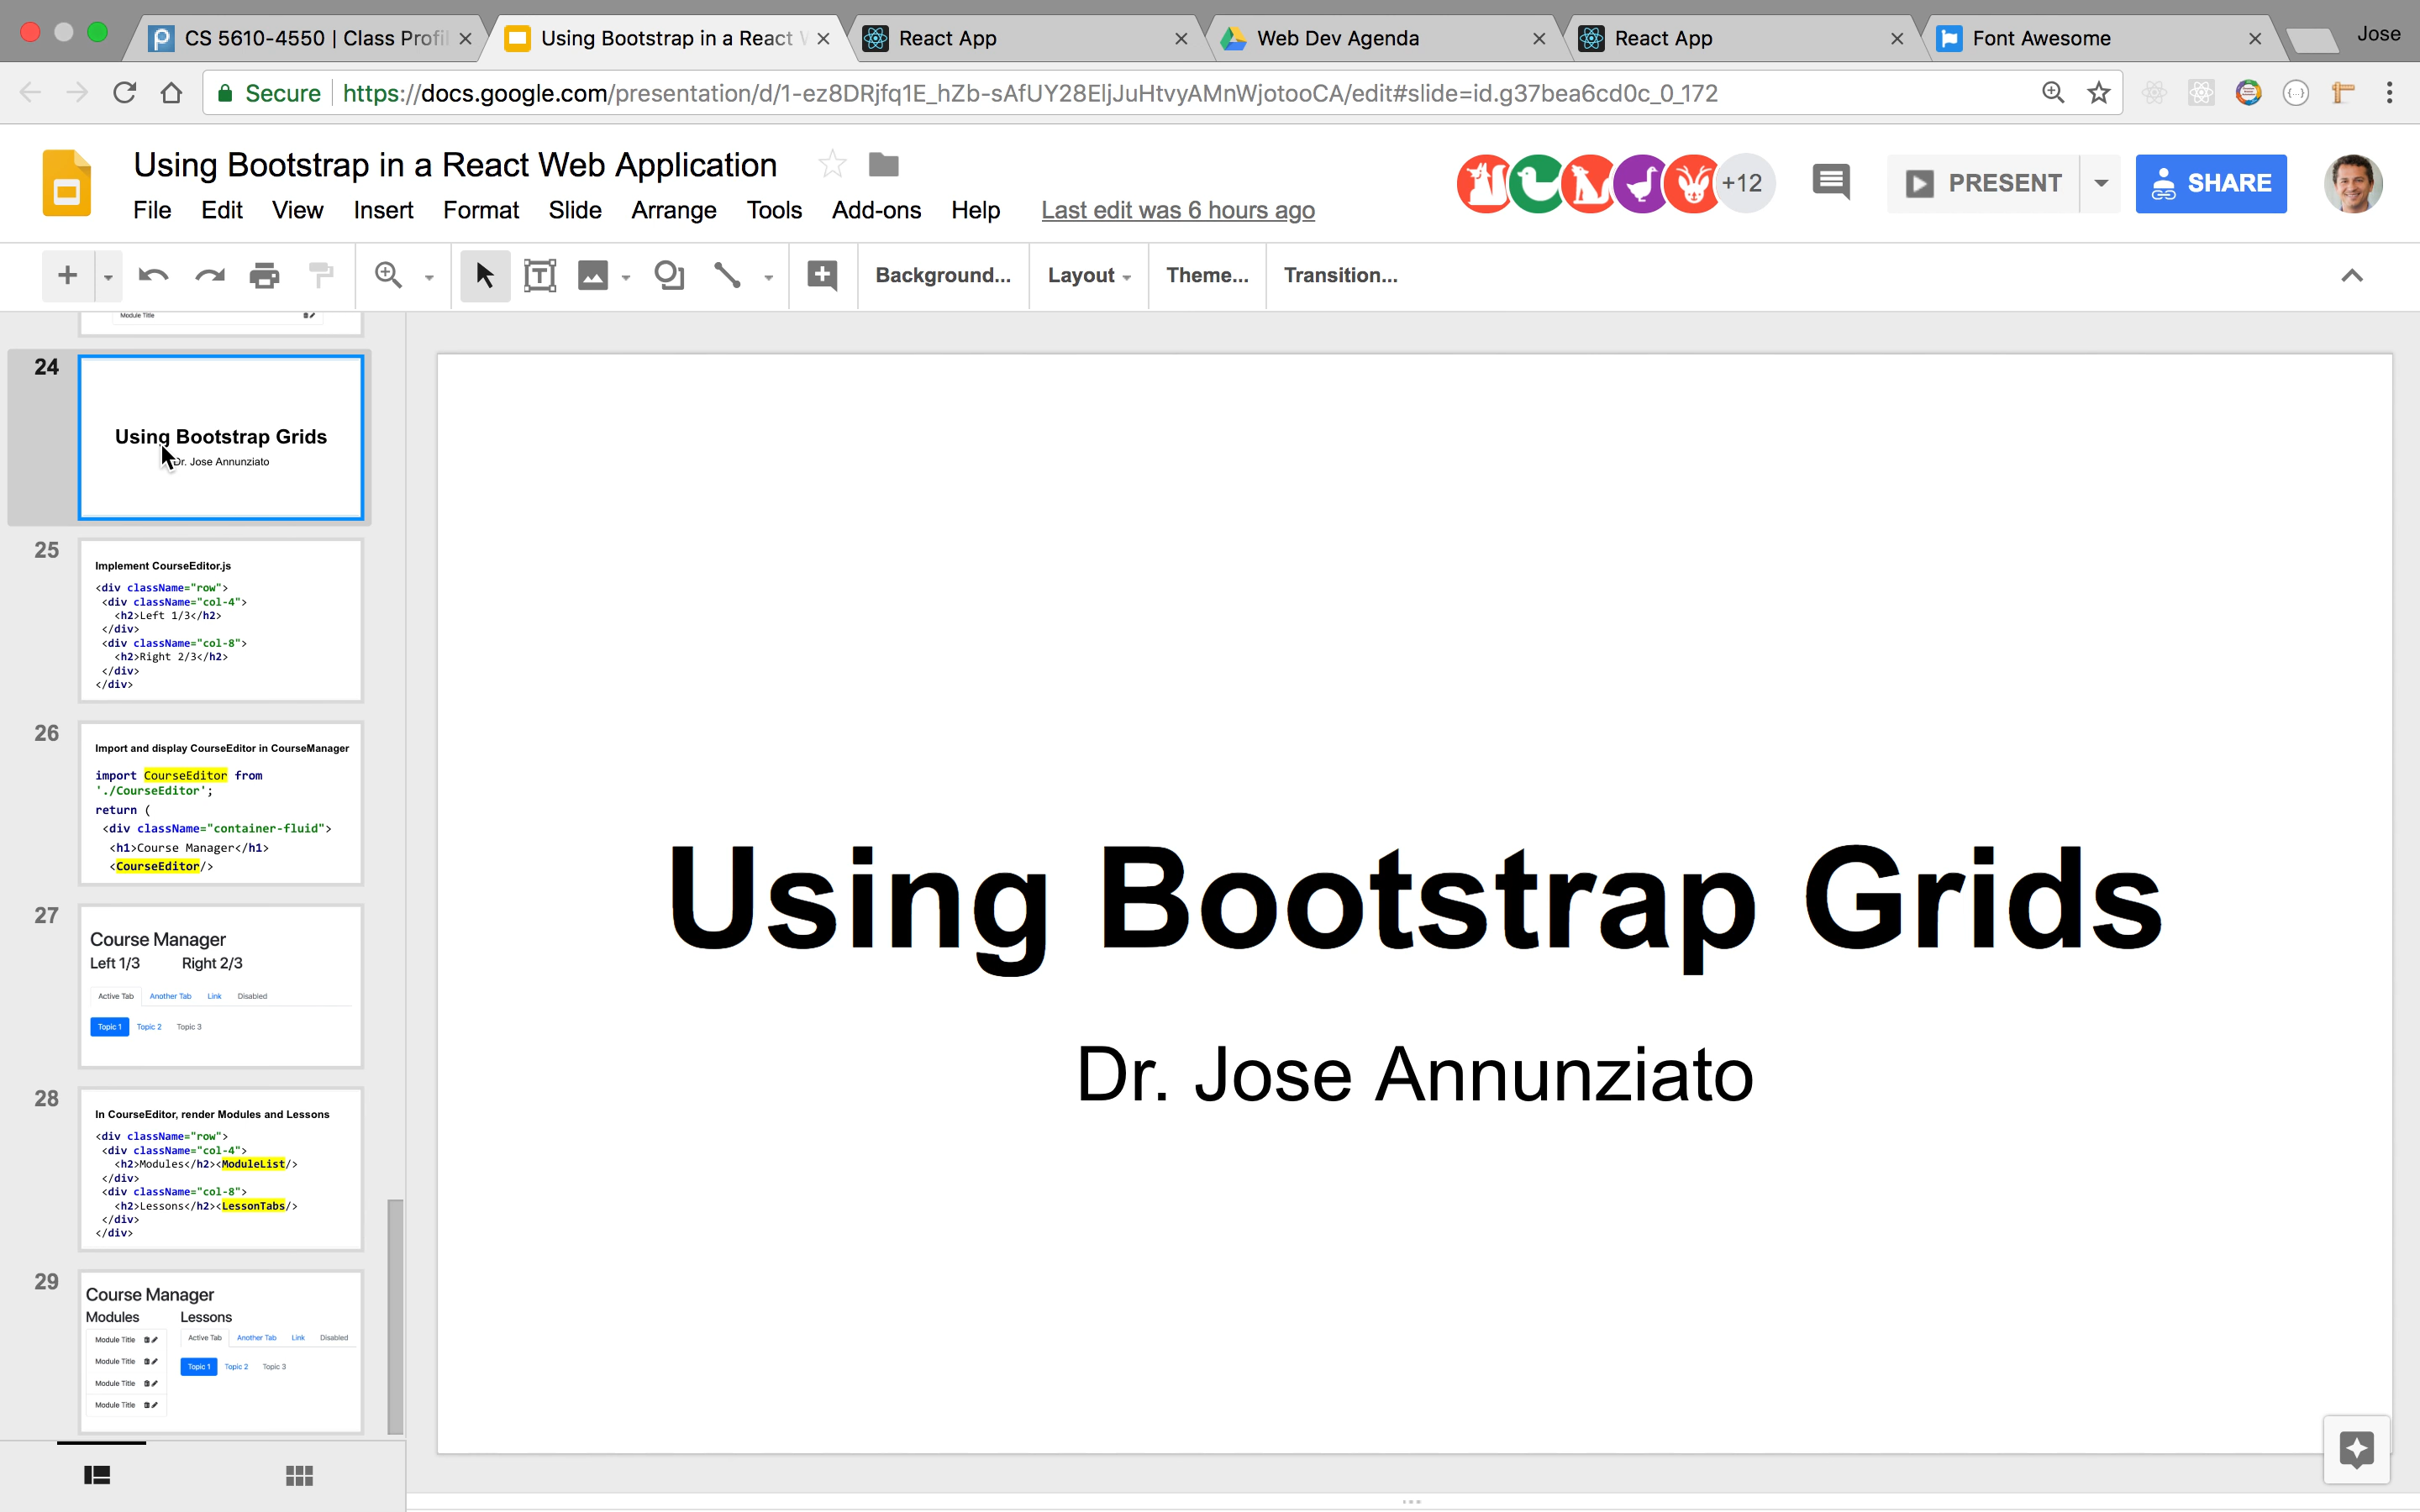 CS 5610-4550 | Class Profil
Using Bootstrap in a React W
React App
Web Dev Agenda
React App
Font Awesome
Jose
Secure
https://docs.google.com/presentation/d/1-ez8DRjfq1E_hZb-sAfUY28EljJuHtvyAMnWjotooCA/edit#slide=id.g37bea6cd0c_0_172
Using Bootstrap in a React Web Application
File Edit View Insert Format Slide Arrange Tools Add-ons Help Last edit was 6 hours ago
+12
PRESENT
SHARE
Background... Layout Theme... Transition...
Module Title
24
Using Bootstrap Grids
Dr. Jose Annunziato
25
Implement CourseEditor.js
<div className="row">
<div className="col-4">
<h2>Left 1/3</h2>
</div>
<div className="col-8">
<h2>Right 2/3</h2>
</div>
</div>
26
Import and display CourseEditor in CourseManager
import CourseEditor from
'./CourseEditor';
return (
<div className="container-fluid">
<h1>Course Manager</h1>
<CourseEditor/>
27
Course Manager
Left 1/3 Right 2/3
Active Tab Another Tab Link Disabled
Topic 1 Topic 2 Topic 3
28
In CourseEditor, render Modules and Lessons
<div className="row">
<div className="col-4">
<h2>Modules</h2><ModuleList/>
</div>
<div className="col-8">
<h2>Lessons</h2><LessonTabs/>
</div>
</div>
29
Course Manager
Modules Lessons
Module Title Active Tab Another Tab Link Disabled
Module Title Topic 1 Topic 2 Topic 3
Module Title
Module Title
Using Bootstrap Grids
Dr. Jose Annunziato